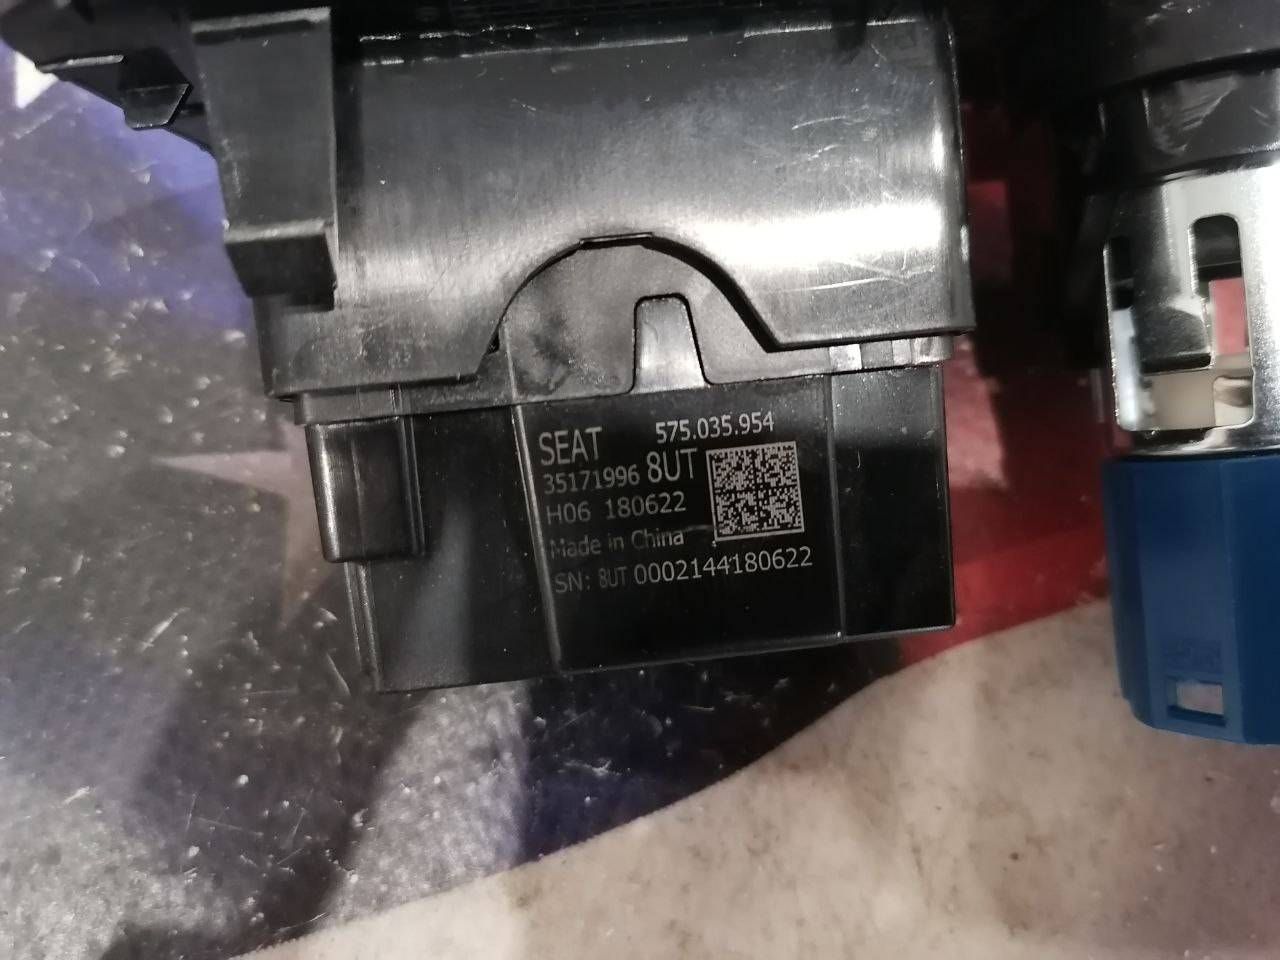 SEAT 575.035.954
35171996 8UT
H06 180622
Made in China
SN: 8UT 0002144180622